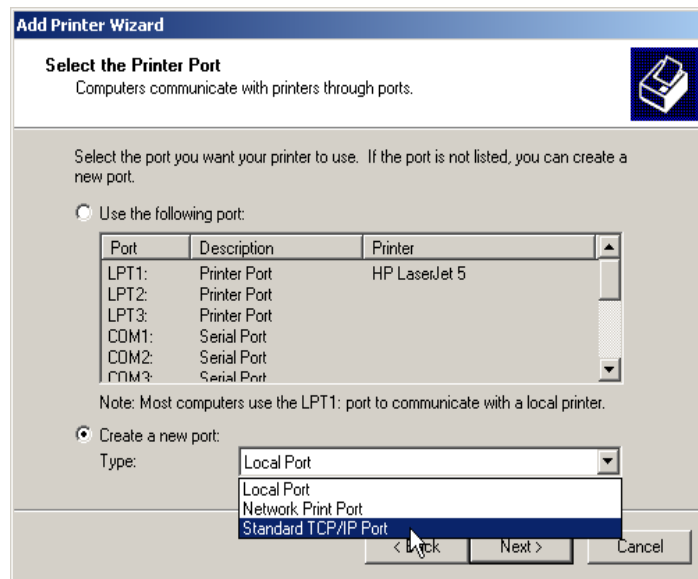 Add Printer Wizard
Select the Printer Port
Computers communicate with printers through ports.
Select the port you want your printer to use. If the port is not listed, you can create a
new port.
Use the following port:
Port Description Printer
LPT1: Printer Port HP LaserJet 5
LPT2: Printer Port
LPT3: Printer Port
COM1: Serial Port
COM2: Serial Port
COM3: Serial Port
Note: Most computers use the LPT1: port to communicate with a local printer.
Create a new port:
Type: Local Port
Local Port
Network Print Port
Standard TCP/IP Port
< Back Next > Cancel